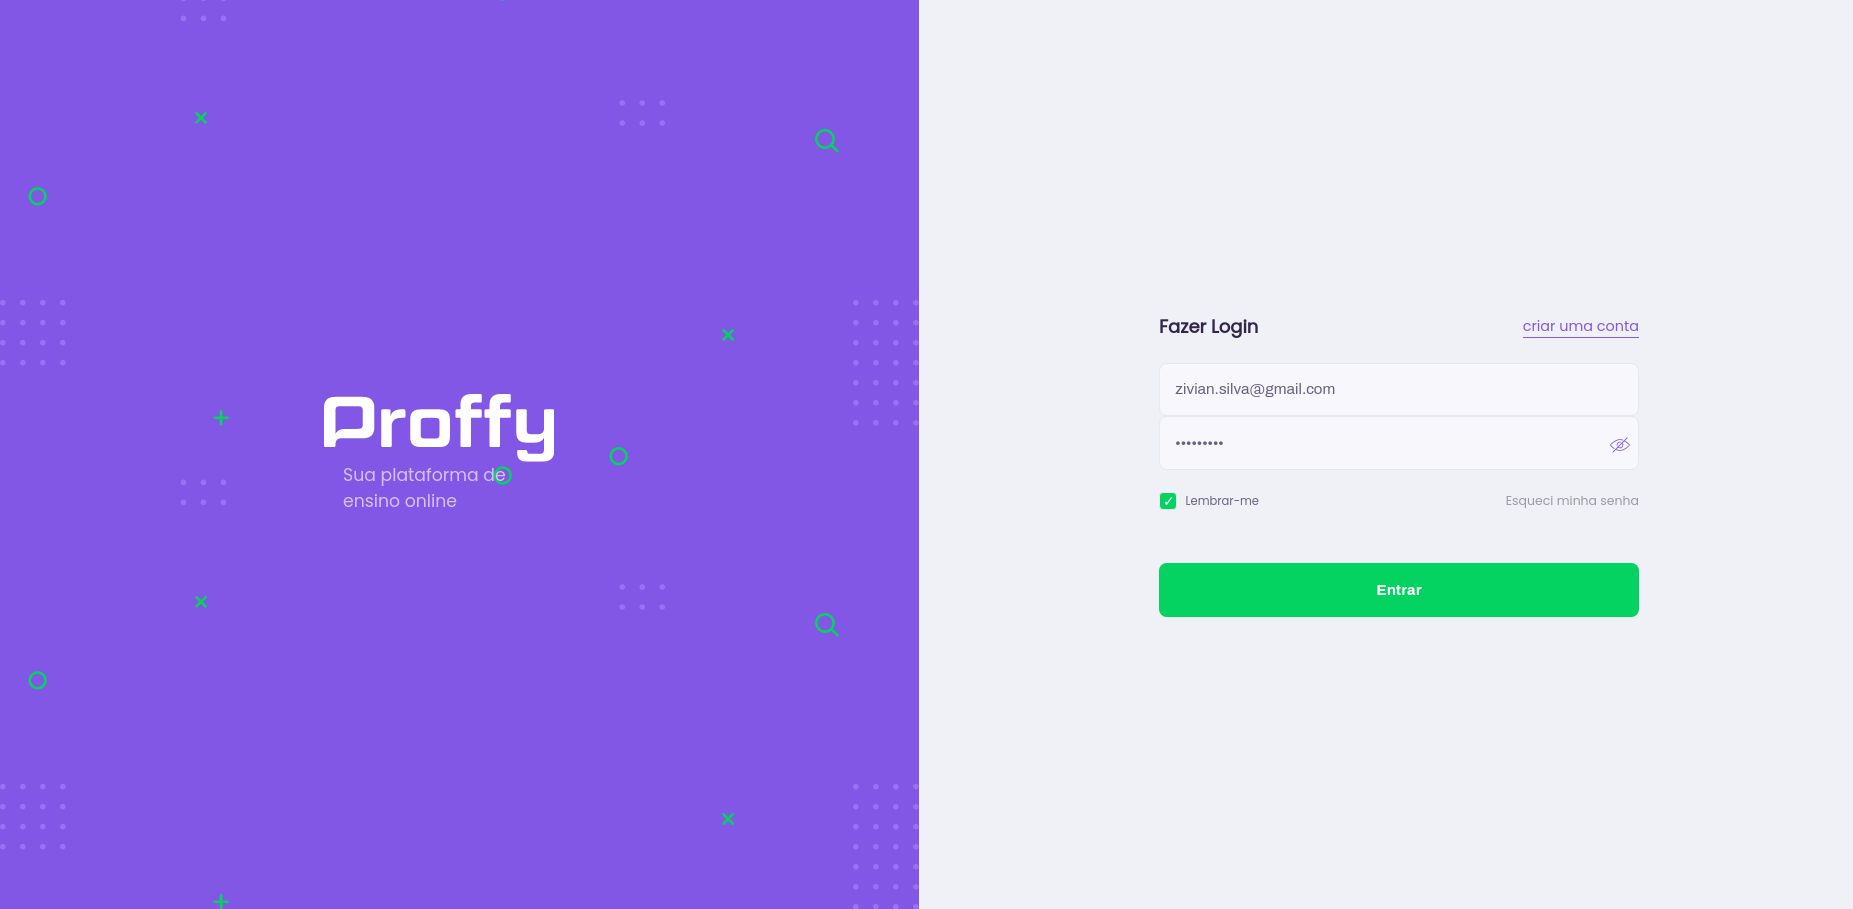 Proffy
Sua plataforma de
ensino online
Fazer Login
criar uma conta
zivian.silva@gmail.com
•••••••••
Lembrar-me
Esqueci minha senha
Entrar